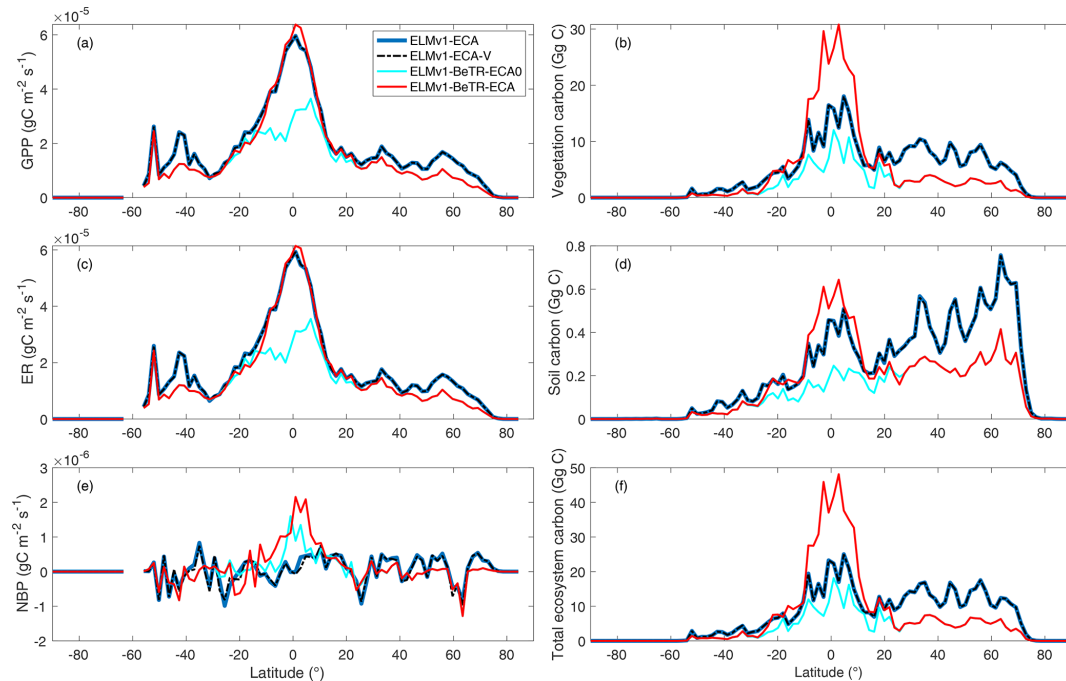 ×10⁻⁵
6
4
2
0
GPP (gC m⁻² s⁻¹)
(a)
ELMv1-ECA
ELMv1-ECA-V
ELMv1-BeTR-ECA0
ELMv1-BeTR-ECA
-80 -60 -40 -20 0 20 40 60 80
30
20
10
0
Vegetation carbon (Gg C)
(b)
-80 -60 -40 -20 0 20 40 60 80
×10⁻⁵
6
4
2
0
ER (gC m⁻² s⁻¹)
(c)
-80 -60 -40 -20 0 20 40 60 80
0.8
0.6
0.4
0.2
0
Soil carbon (Gg C)
(d)
-80 -60 -40 -20 0 20 40 60 80
×10⁻⁶
3
2
1
0
-1
-2
NBP (gC m⁻² s⁻¹)
(e)
-80 -60 -40 -20 0 20 40 60 80
Latitude (°)
50
40
30
20
10
0
Total ecosystem carbon (Gg C)
(f)
-80 -60 -40 -20 0 20 40 60 80
Latitude (°)